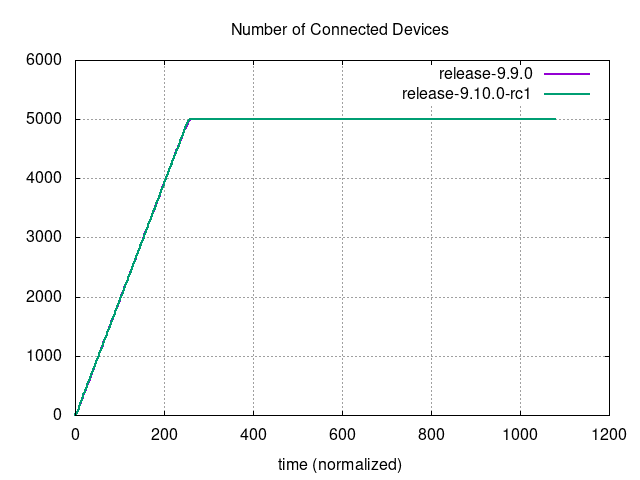 Number of Connected Devices
6000
5000
4000
3000
2000
1000
0
release-9.9.0
release-9.10.0-rc1
0 200 400 600 800 1000 1200
time (normalized)